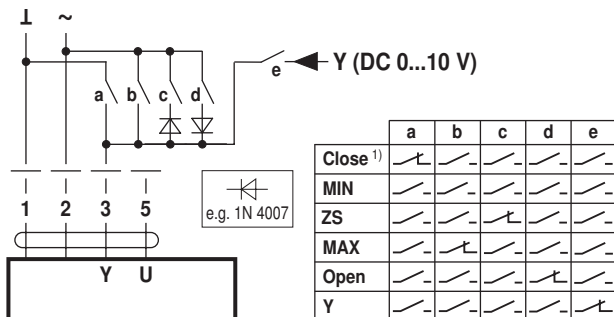 ⊥ ~
e Y (DC 0...10 V)
a b c d
1 2 3 5
e.g. 1N 4007
Y U
a b c d e
Close 1)
MIN
ZS
MAX
Open
Y